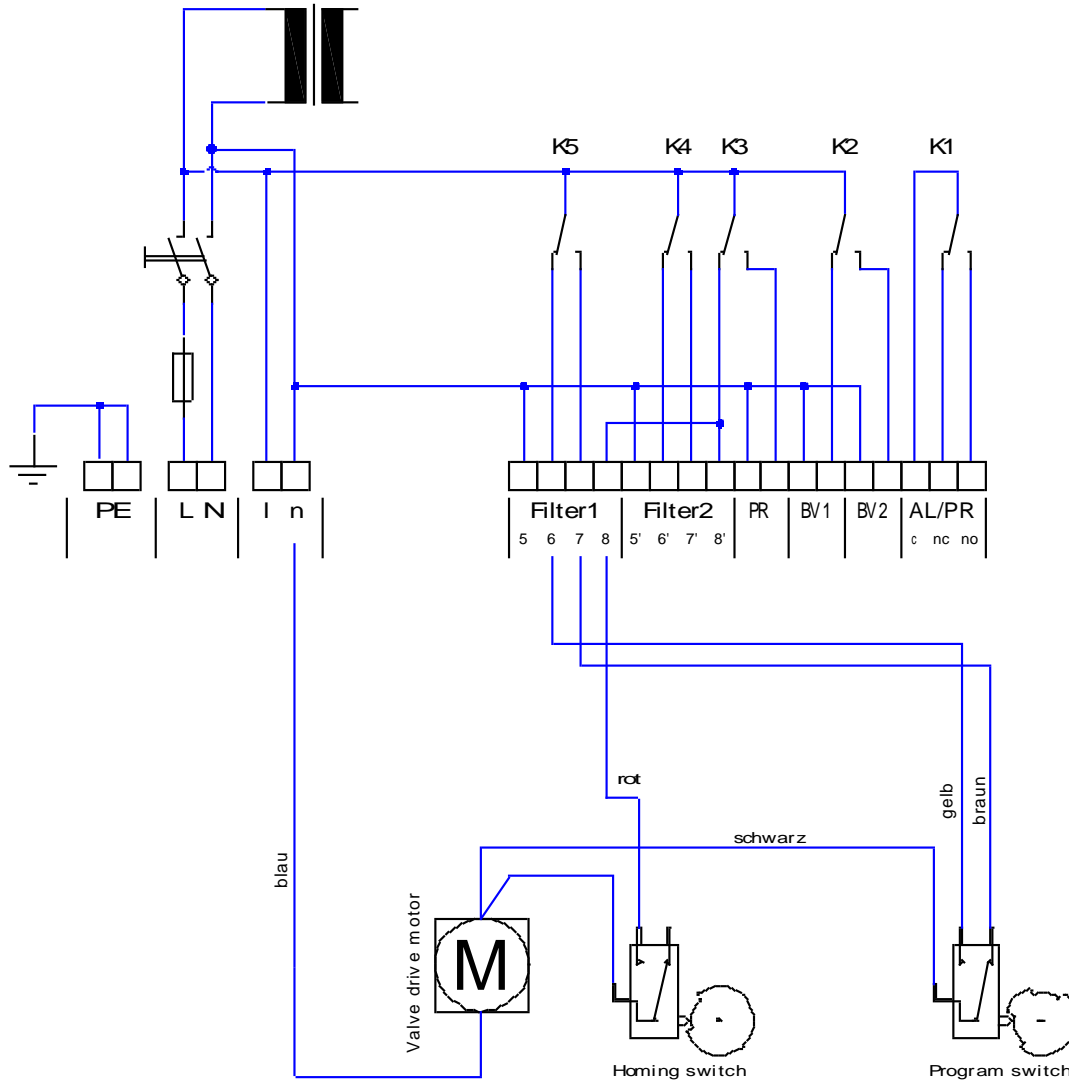 K5 K4 K3 K2 K1
PE L N l n Filter1 Filter2 PR BV1 BV2 AL/PR
5 6 7 8 5' 6' 7' 8' c nc no
rot
gelb
braun
schwarz
blau
Valve drive motor
M
Homing switch
Program switch